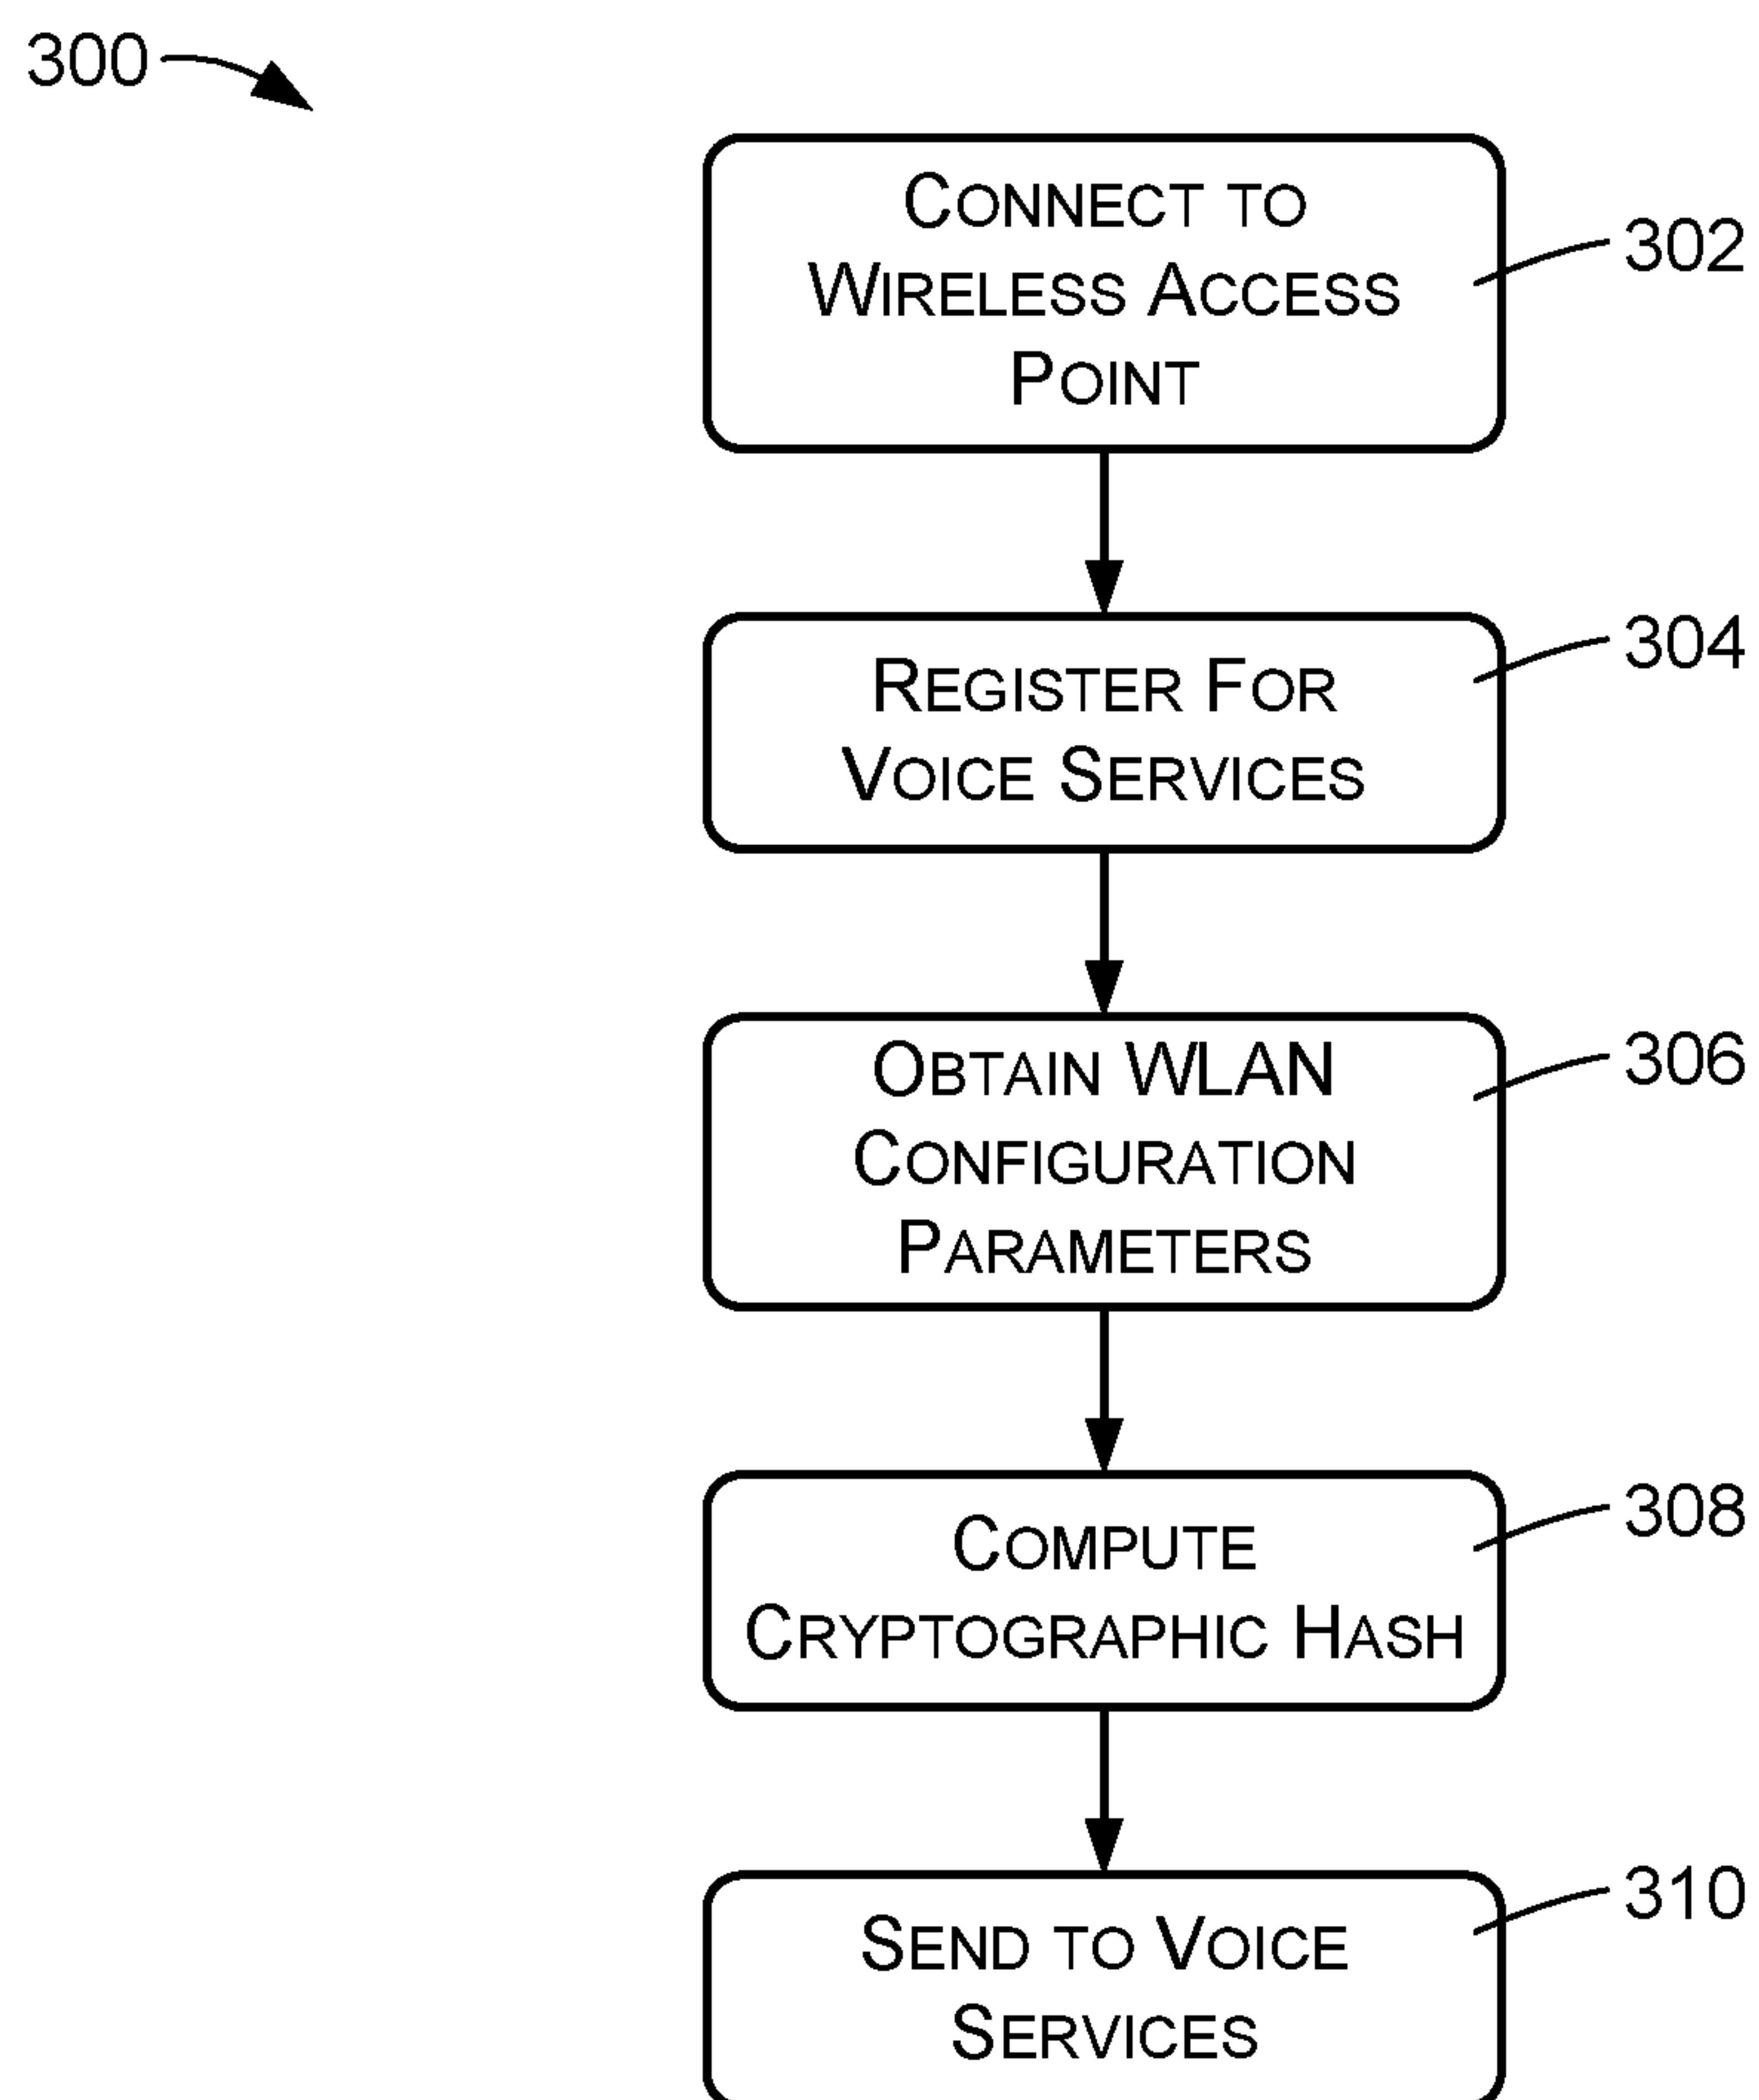 300
CONNECT TO
WIRELESS ACCESS
POINT
302
REGISTER FOR
VOICE SERVICES
304
OBTAIN WLAN
CONFIGURATION
PARAMETERS
306
COMPUTE
CRYPTOGRAPHIC HASH
308
SEND TO VOICE
SERVICES
310